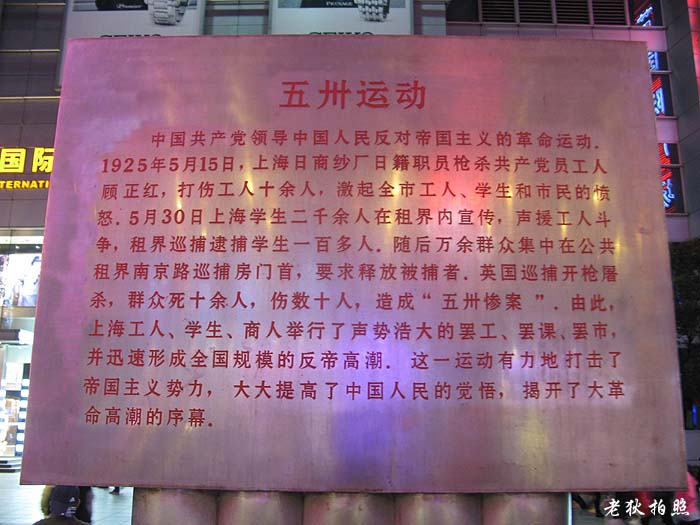 Premier
PREMIER
SEIKO
SEIKO
国际
INTERNATIONAL
五卅运动
中国共产党领导中国人民反对帝国主义的革命运动.
1925年5月15日，上海日商纱厂日籍职员枪杀共产党员工人
顾正红，打伤工人十余人，激起全市工人、学生和市民的愤
怒.5月30日上海学生二千余人在租界内宣传，声援工人斗
争，租界巡捕逮捕学生一百多人.随后万余群众集中在公共
租界南京路巡捕房门首，要求释放被捕者.英国巡捕开枪屠
杀，群众死十余人，伤数十人，造成“五卅惨案”.由此，
上海工人、学生、商人举行了声势浩大的罢工、罢课、罢市，
并迅速形成全国规模的反帝高潮.这一运动有力地打击了
帝国主义势力，大大提高了中国人民的觉悟，揭开了大革
命高潮的序幕.
老狄拍照